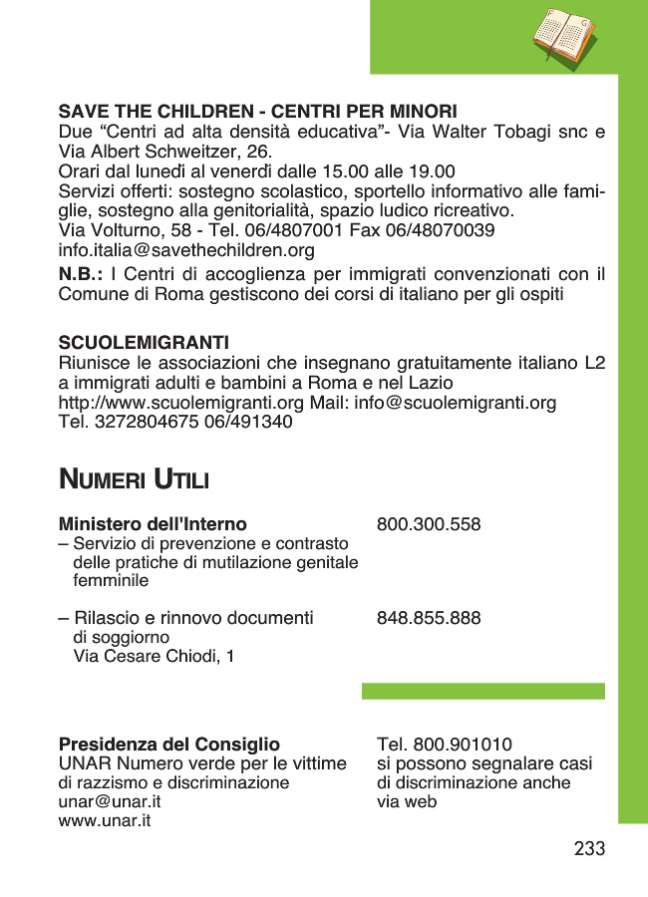 SAVE THE CHILDREN - CENTRI PER MINORI
Due “Centri ad alta densità educativa”- Via Walter Tobagi snc e
Via Albert Schweitzer, 26.
Orari dal lunedì al venerdì dalle 15.00 alle 19.00
Servizi offerti: sostegno scolastico, sportello informativo alle fami-
glie, sostegno alla genitorialità, spazio ludico ricreativo.
Via Volturno, 58 - Tel. 06/4807001 Fax 06/48070039
info.italia@savethechildren.org
N.B.: I Centri di accoglienza per immigrati convenzionati con il
Comune di Roma gestiscono dei corsi di italiano per gli ospiti
SCUOLEMIGRANTI
Riunisce le associazioni che insegnano gratuitamente italiano L2
a immigrati adulti e bambini a Roma e nel Lazio
http://www.scuolemigranti.org Mail: info@scuolemigranti.org
Tel. 3272804675 06/491340
NUMERI UTILI
Ministero dell'Interno 800.300.558
– Servizio di prevenzione e contrasto
delle pratiche di mutilazione genitale
femminile
– Rilascio e rinnovo documenti 848.855.888
di soggiorno
Via Cesare Chiodi, 1
Presidenza del Consiglio Tel. 800.901010
UNAR Numero verde per le vittime si possono segnalare casi
di razzismo e discriminazione di discriminazione anche
unar@unar.it via web
www.unar.it
233